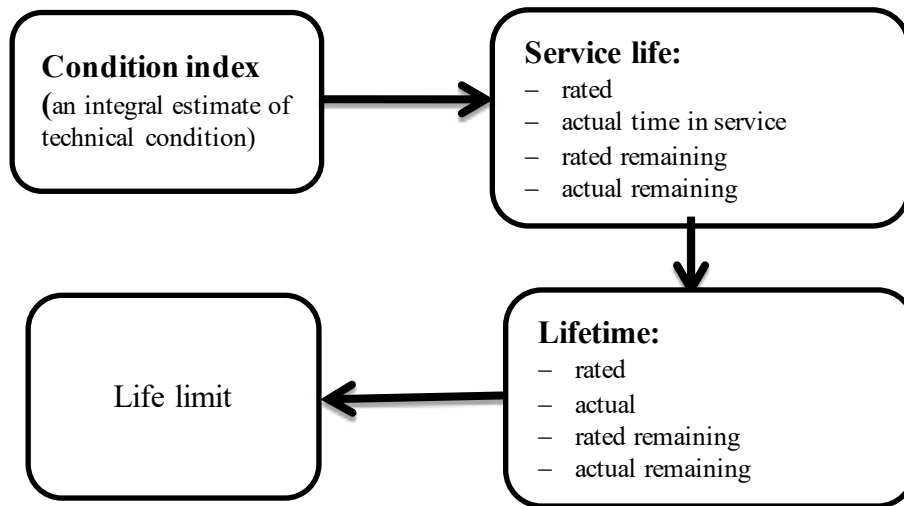 Condition index
(an integral estimate of
technical condition)
Service life:
– rated
– actual time in service
– rated remaining
– actual remaining
Lifetime:
– rated
– actual
– rated remaining
– actual remaining
Life limit